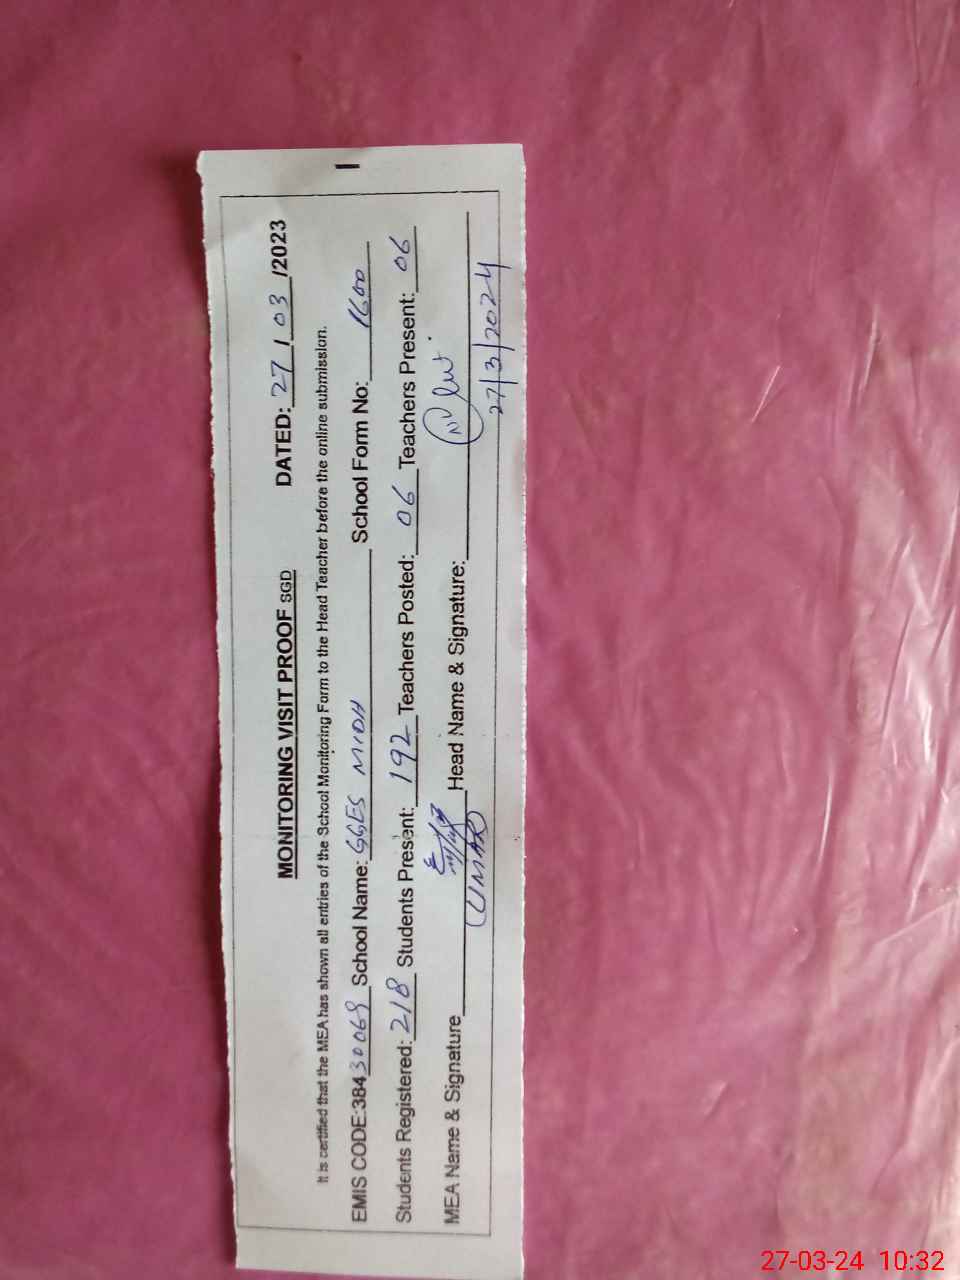 MONITORING VISIT PROOF SGD DATED: 27/03/2023
It is certified that the MEA has shown all entries of the School Monitoring Form to the Head Teacher before the online submission.
EMIS CODE:38430069 School Name: GGES MIDH School Form No: 1600
Students Registered: 218 Students Present: 192 Teachers Posted: 06 Teachers Present: 06
MEA Name & Signature Head Name & Signature:
(UMAR) 27/3/2024
27-03-24 10:32